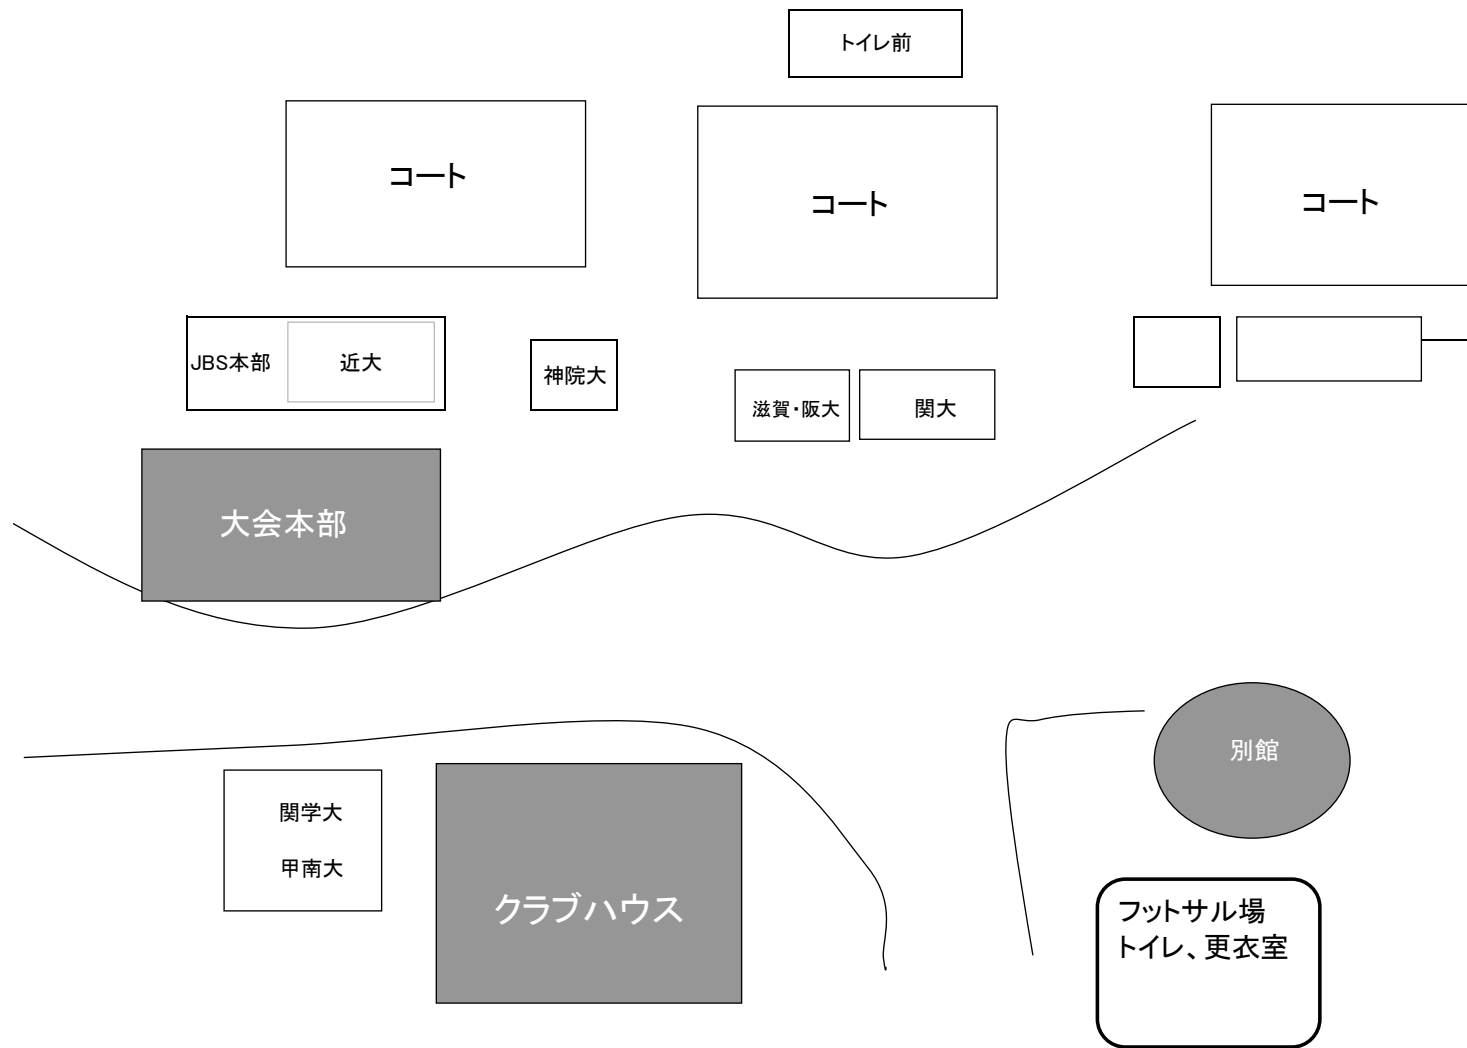 トイレ前
コート
コート
コート
JBS本部
近大
神院大
滋賀・阪大
関大
大会本部
別館
関学大
甲南大
クラブハウス
フットサル場
トイレ、更衣室